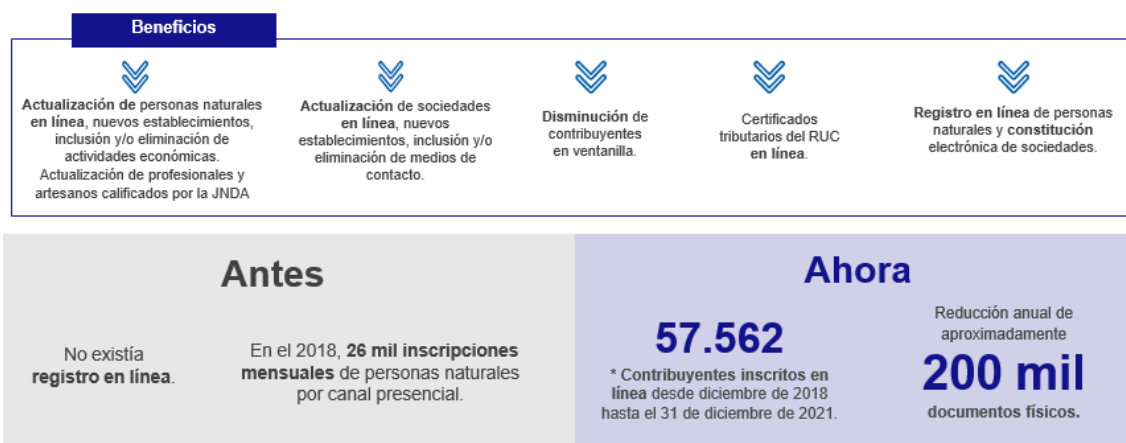 Beneficios
Actualización de personas naturales
en línea, nuevos establecimientos,
inclusión y/o eliminación de
actividades económicas.
Actualización de profesionales y
artesanos calificados por la JNDA
Actualización de sociedades
en línea, nuevos
establecimientos, inclusión y/o
eliminación de medios de
contacto.
Disminución de
contribuyentes
en ventanilla.
Certificados
tributarios del RUC
en línea.
Registro en línea de personas
naturales y constitución
electrónica de sociedades.
Antes
No existía
registro en línea.
En el 2018, 26 mil inscripciones
mensuales de personas naturales
por canal presencial.
Ahora
57.562
* Contribuyentes inscritos en
línea desde diciembre de 2018
hasta el 31 de diciembre de 2021.
Reducción anual de
aproximadamente
200 mil
documentos físicos.